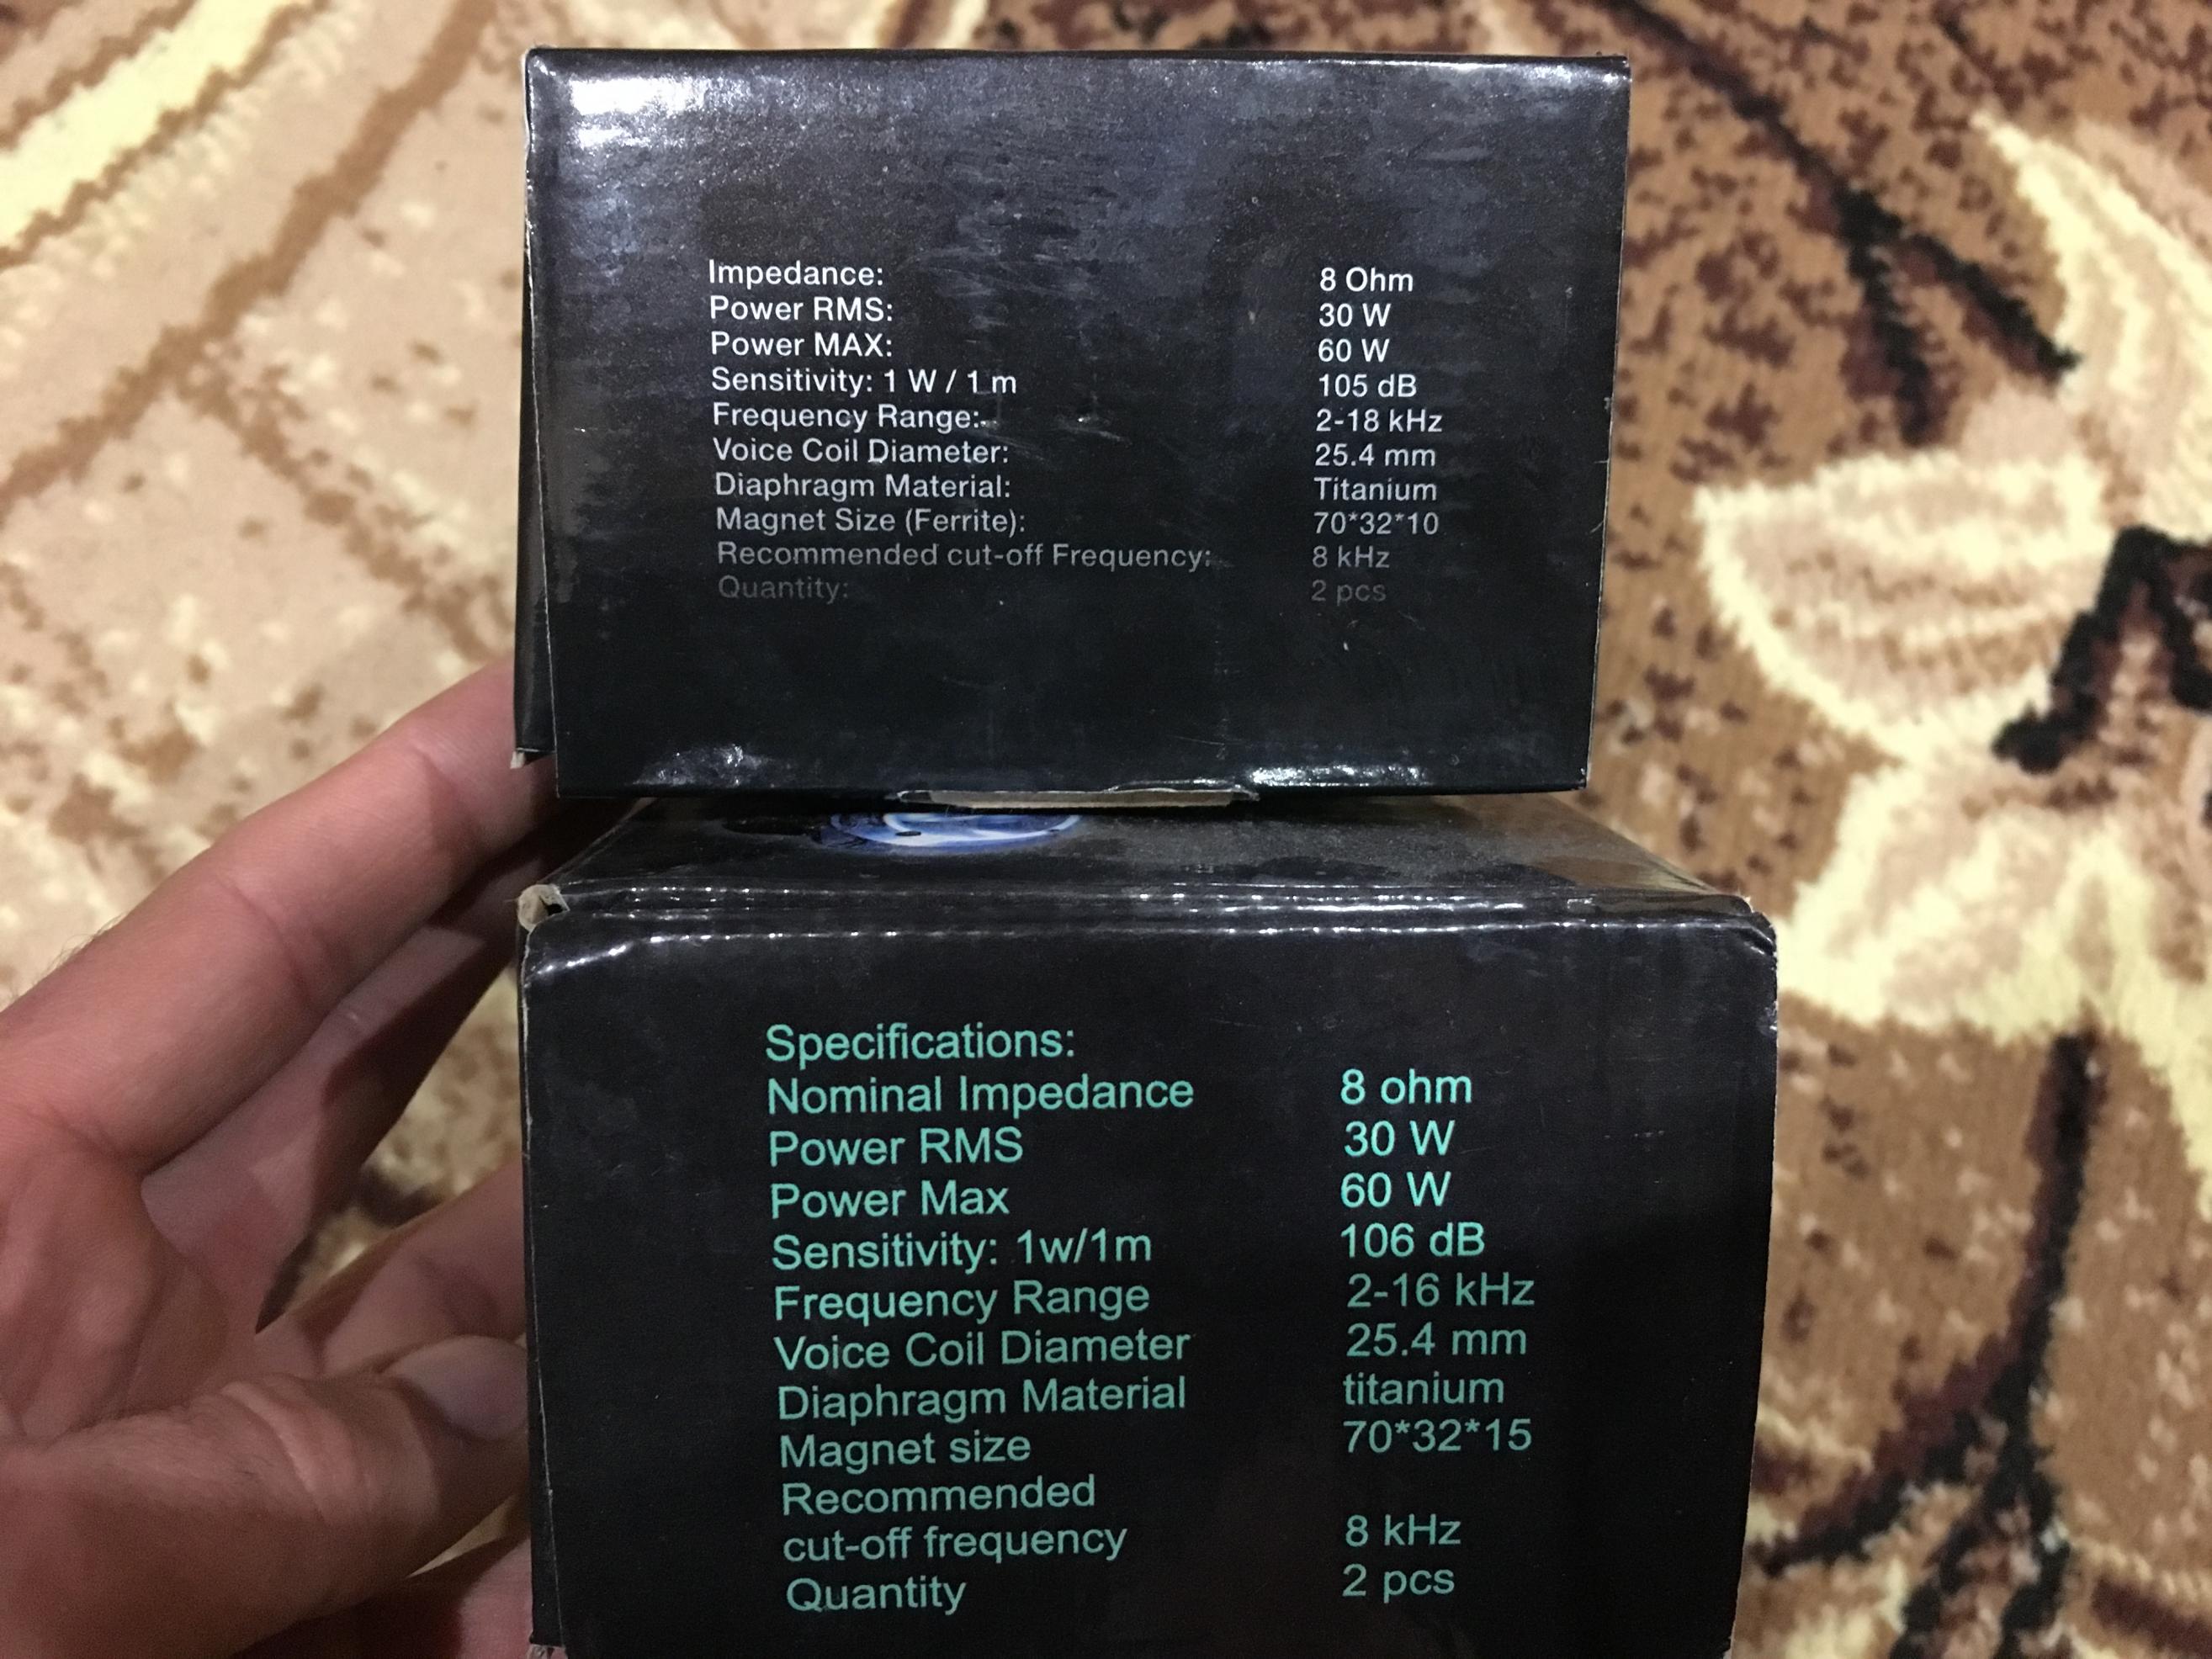 Impedance: 8 Ohm
Power RMS: 30 W
Power MAX: 60 W
Sensitivity: 1 W / 1 m 105 dB
Frequency Range: 2-18 kHz
Voice Coil Diameter: 25.4 mm
Diaphragm Material: Titanium
Magnet Size (Ferrite): 70*32*10
Recommended cut-off Frequency: 8 kHz
Quantity: 2 pcs
Specifications:
Nominal Impedance 8 ohm
Power RMS 30 W
Power Max 60 W
Sensitivity: 1w/1m 106 dB
Frequency Range 2-16 kHz
Voice Coil Diameter 25.4 mm
Diaphragm Material titanium
Magnet size 70*32*15
Recommended
cut-off frequency 8 kHz
Quantity 2 pcs